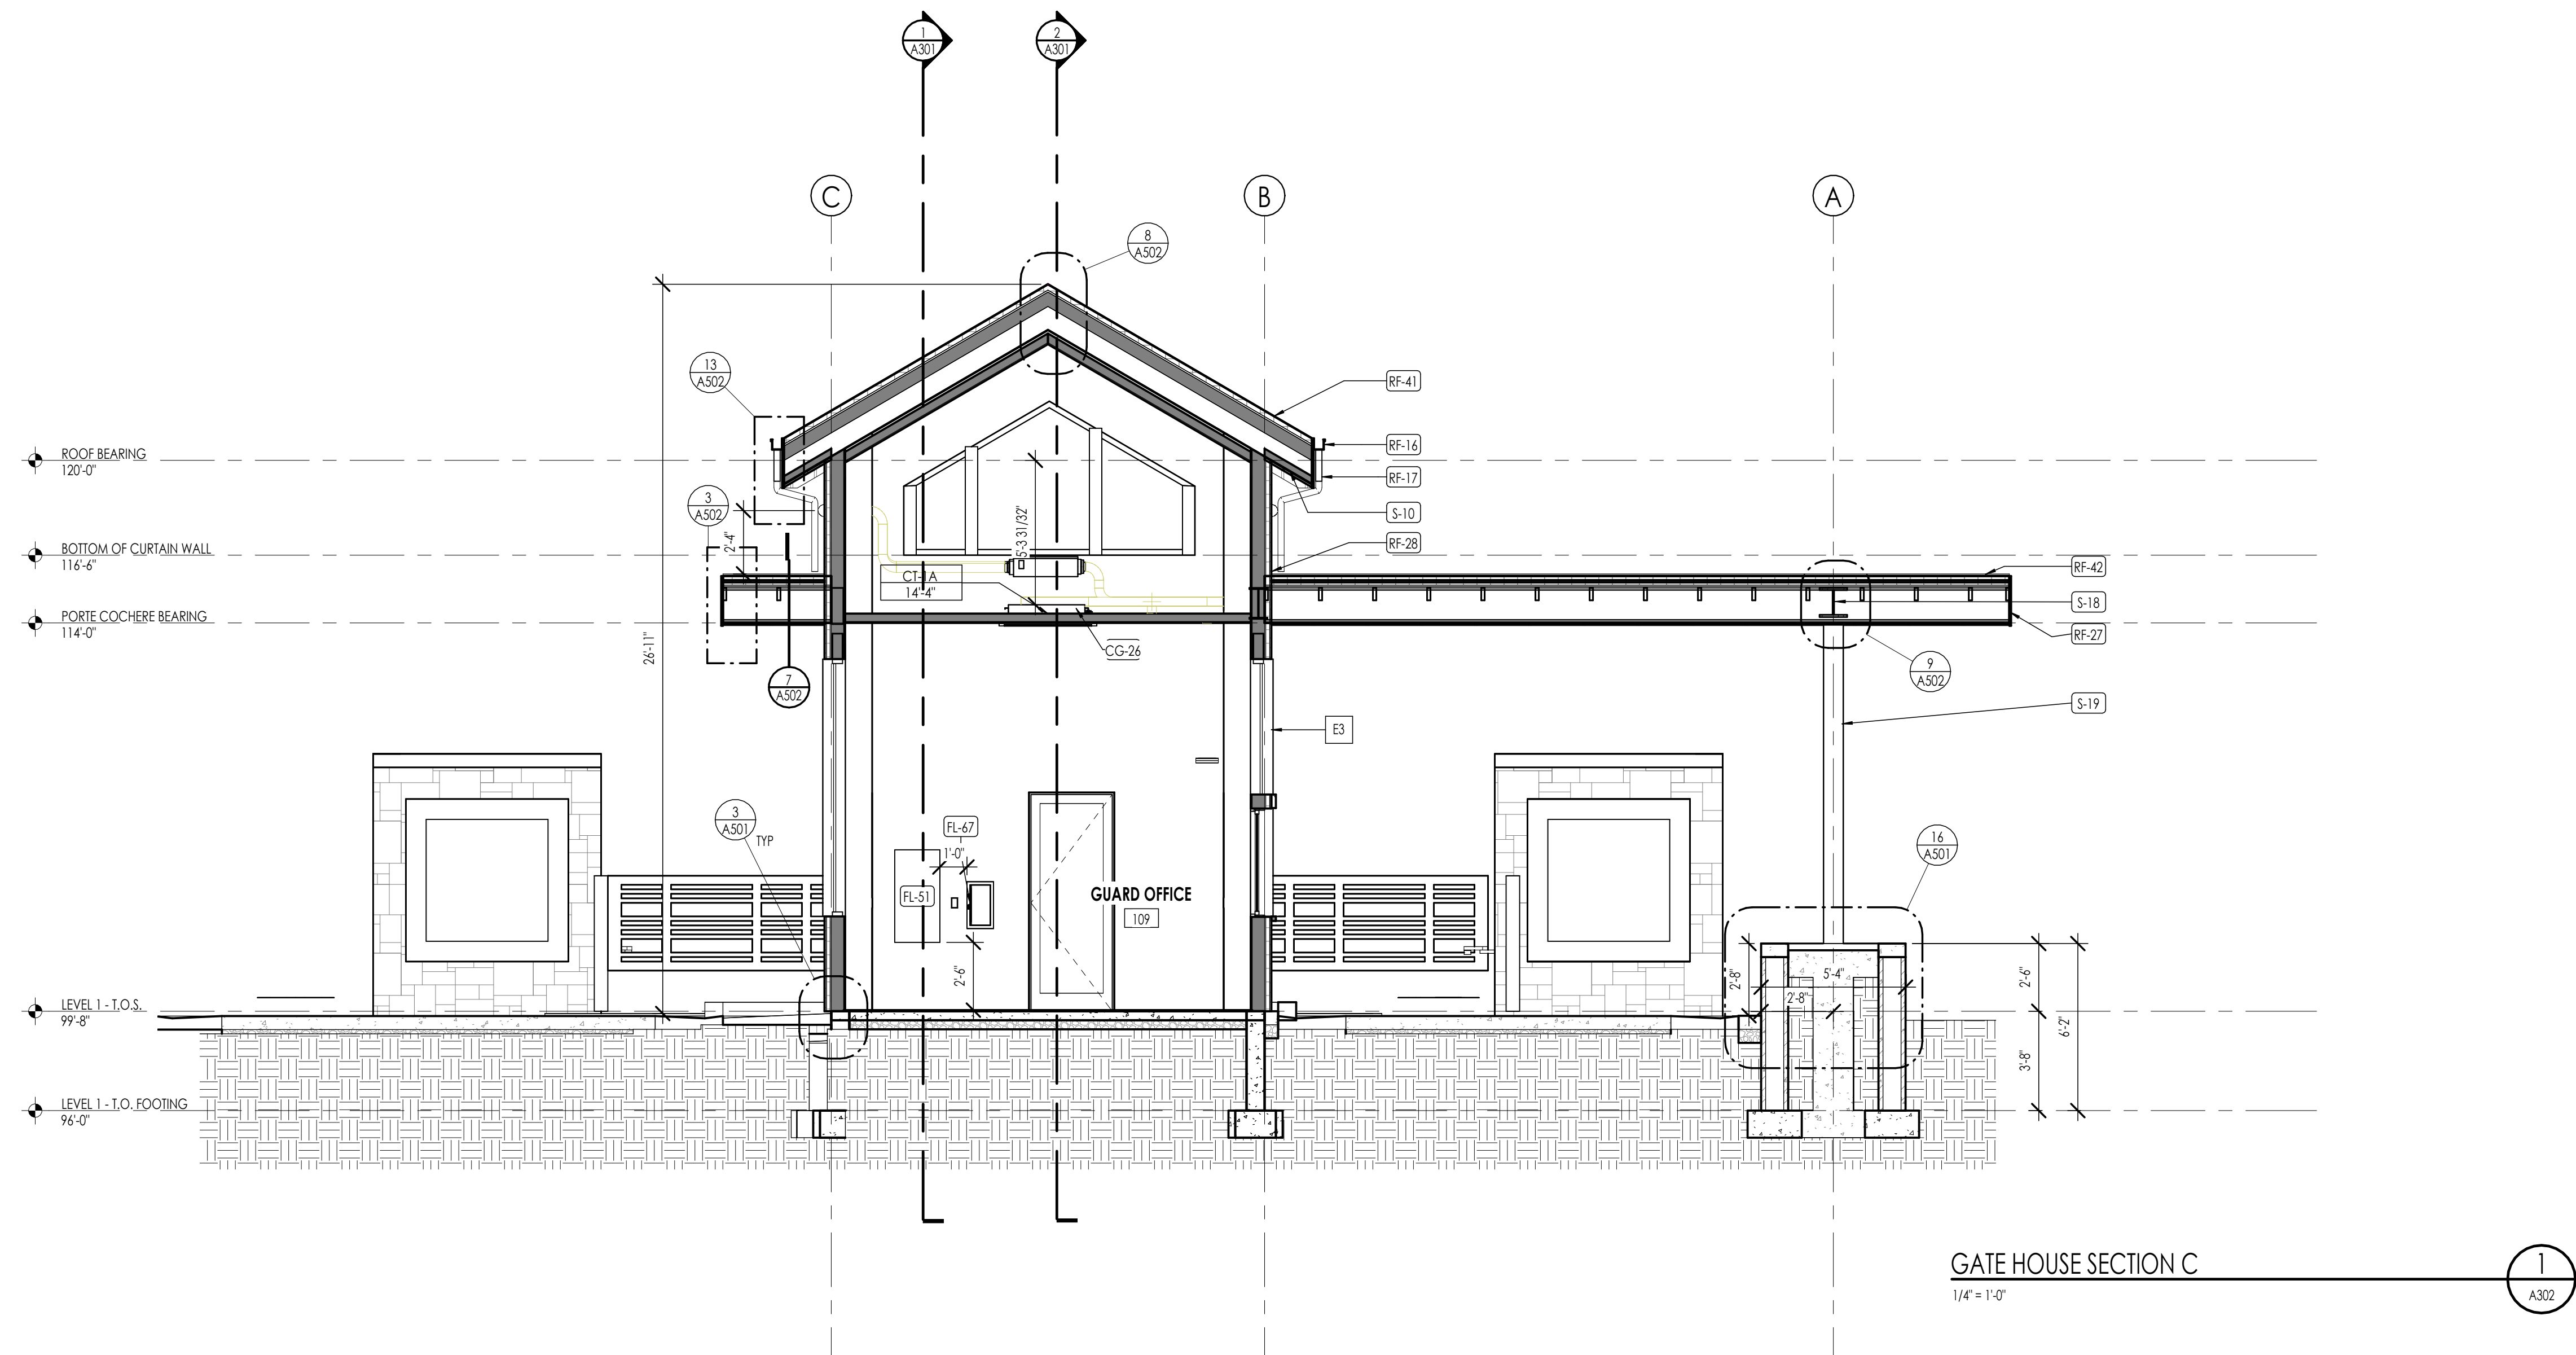 1
A301
2
A301
C
B
A
8
A502
13
A502
RF-41
RF-16
ROOF BEARING
120'-0"
RF-17
3
A502
S-10
2'-4"
5'-3 31/32"
RF-28
BOTTOM OF CURTAIN WALL
116'-6"
RF-42
CT-1A
14'-4"
S-18
PORTE COCHERE BEARING
114'-0"
RF-27
26'-11"
CG-26
9
A502
7
A502
S-19
E3
3
A501
TYP
FL-67
1'-0"
16
A501
FL-51
GUARD OFFICE
109
2'-6"
2'-8"
5'-4"
2'-8"
2'-6"
6'-2"
3'-8"
LEVEL 1 - T.O.S.
99'-8"
LEVEL 1 - T.O. FOOTING
96'-0"
GATE HOUSE SECTION C
1/4" = 1'-0"
1
A302